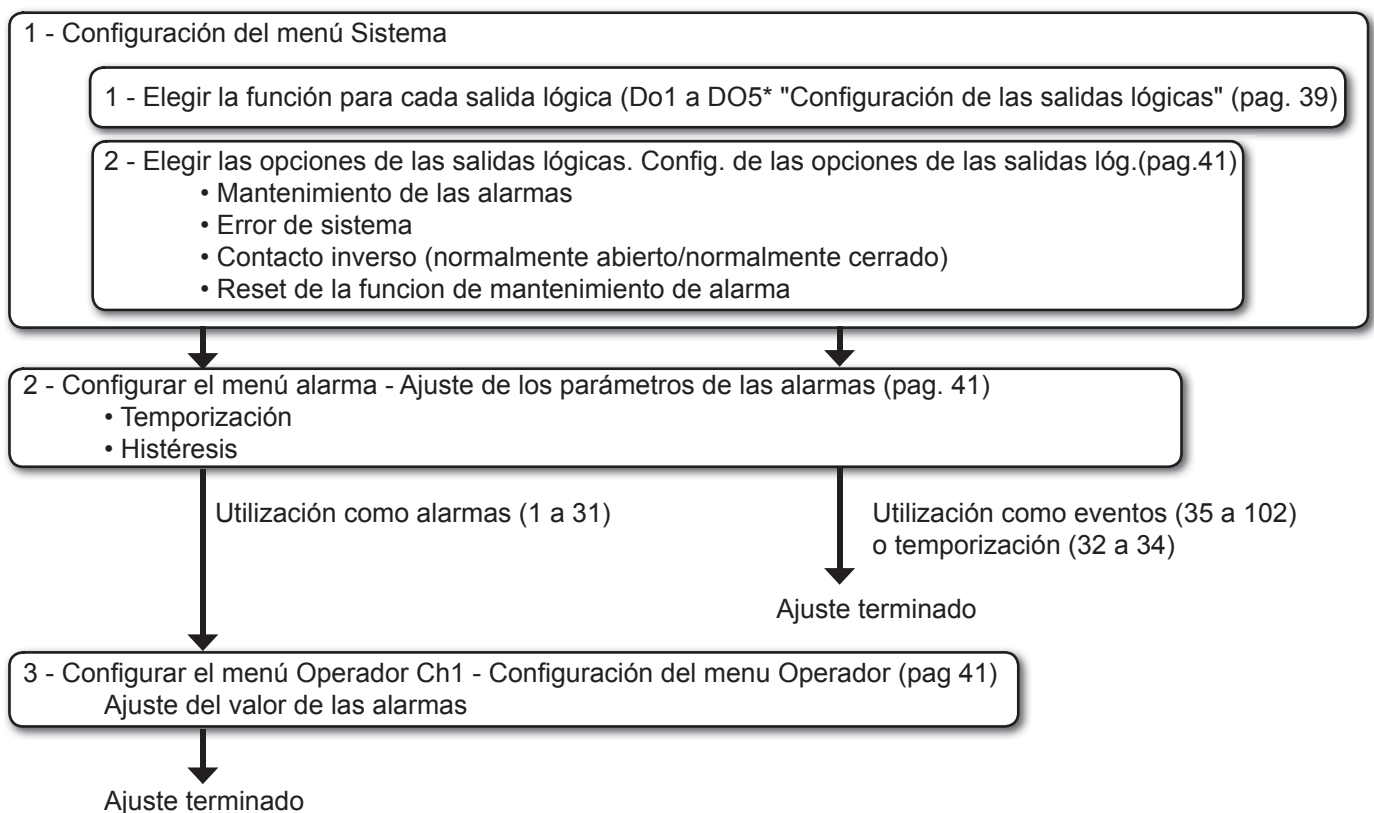 1 - Configuración del menú Sistema
1 - Elegir la función para cada salida lógica (Do1 a DO5* "Configuración de las salidas lógicas" (pag. 39)
2 - Elegir las opciones de las salidas lógicas. Config. de las opciones de las salidas lóg.(pag.41)
• Mantenimiento de las alarmas
• Error de sistema
• Contacto inverso (normalmente abierto/normalmente cerrado)
• Reset de la funcion de mantenimiento de alarma
2 - Configurar el menú alarma - Ajuste de los parámetros de las alarmas (pag. 41)
• Temporización
• Histéresis
Utilización como alarmas (1 a 31)
Utilización como eventos (35 a 102)
o temporización (32 a 34)
Ajuste terminado
3 - Configurar el menú Operador Ch1 - Configuración del menu Operador (pag 41)
Ajuste del valor de las alarmas
Ajuste terminado